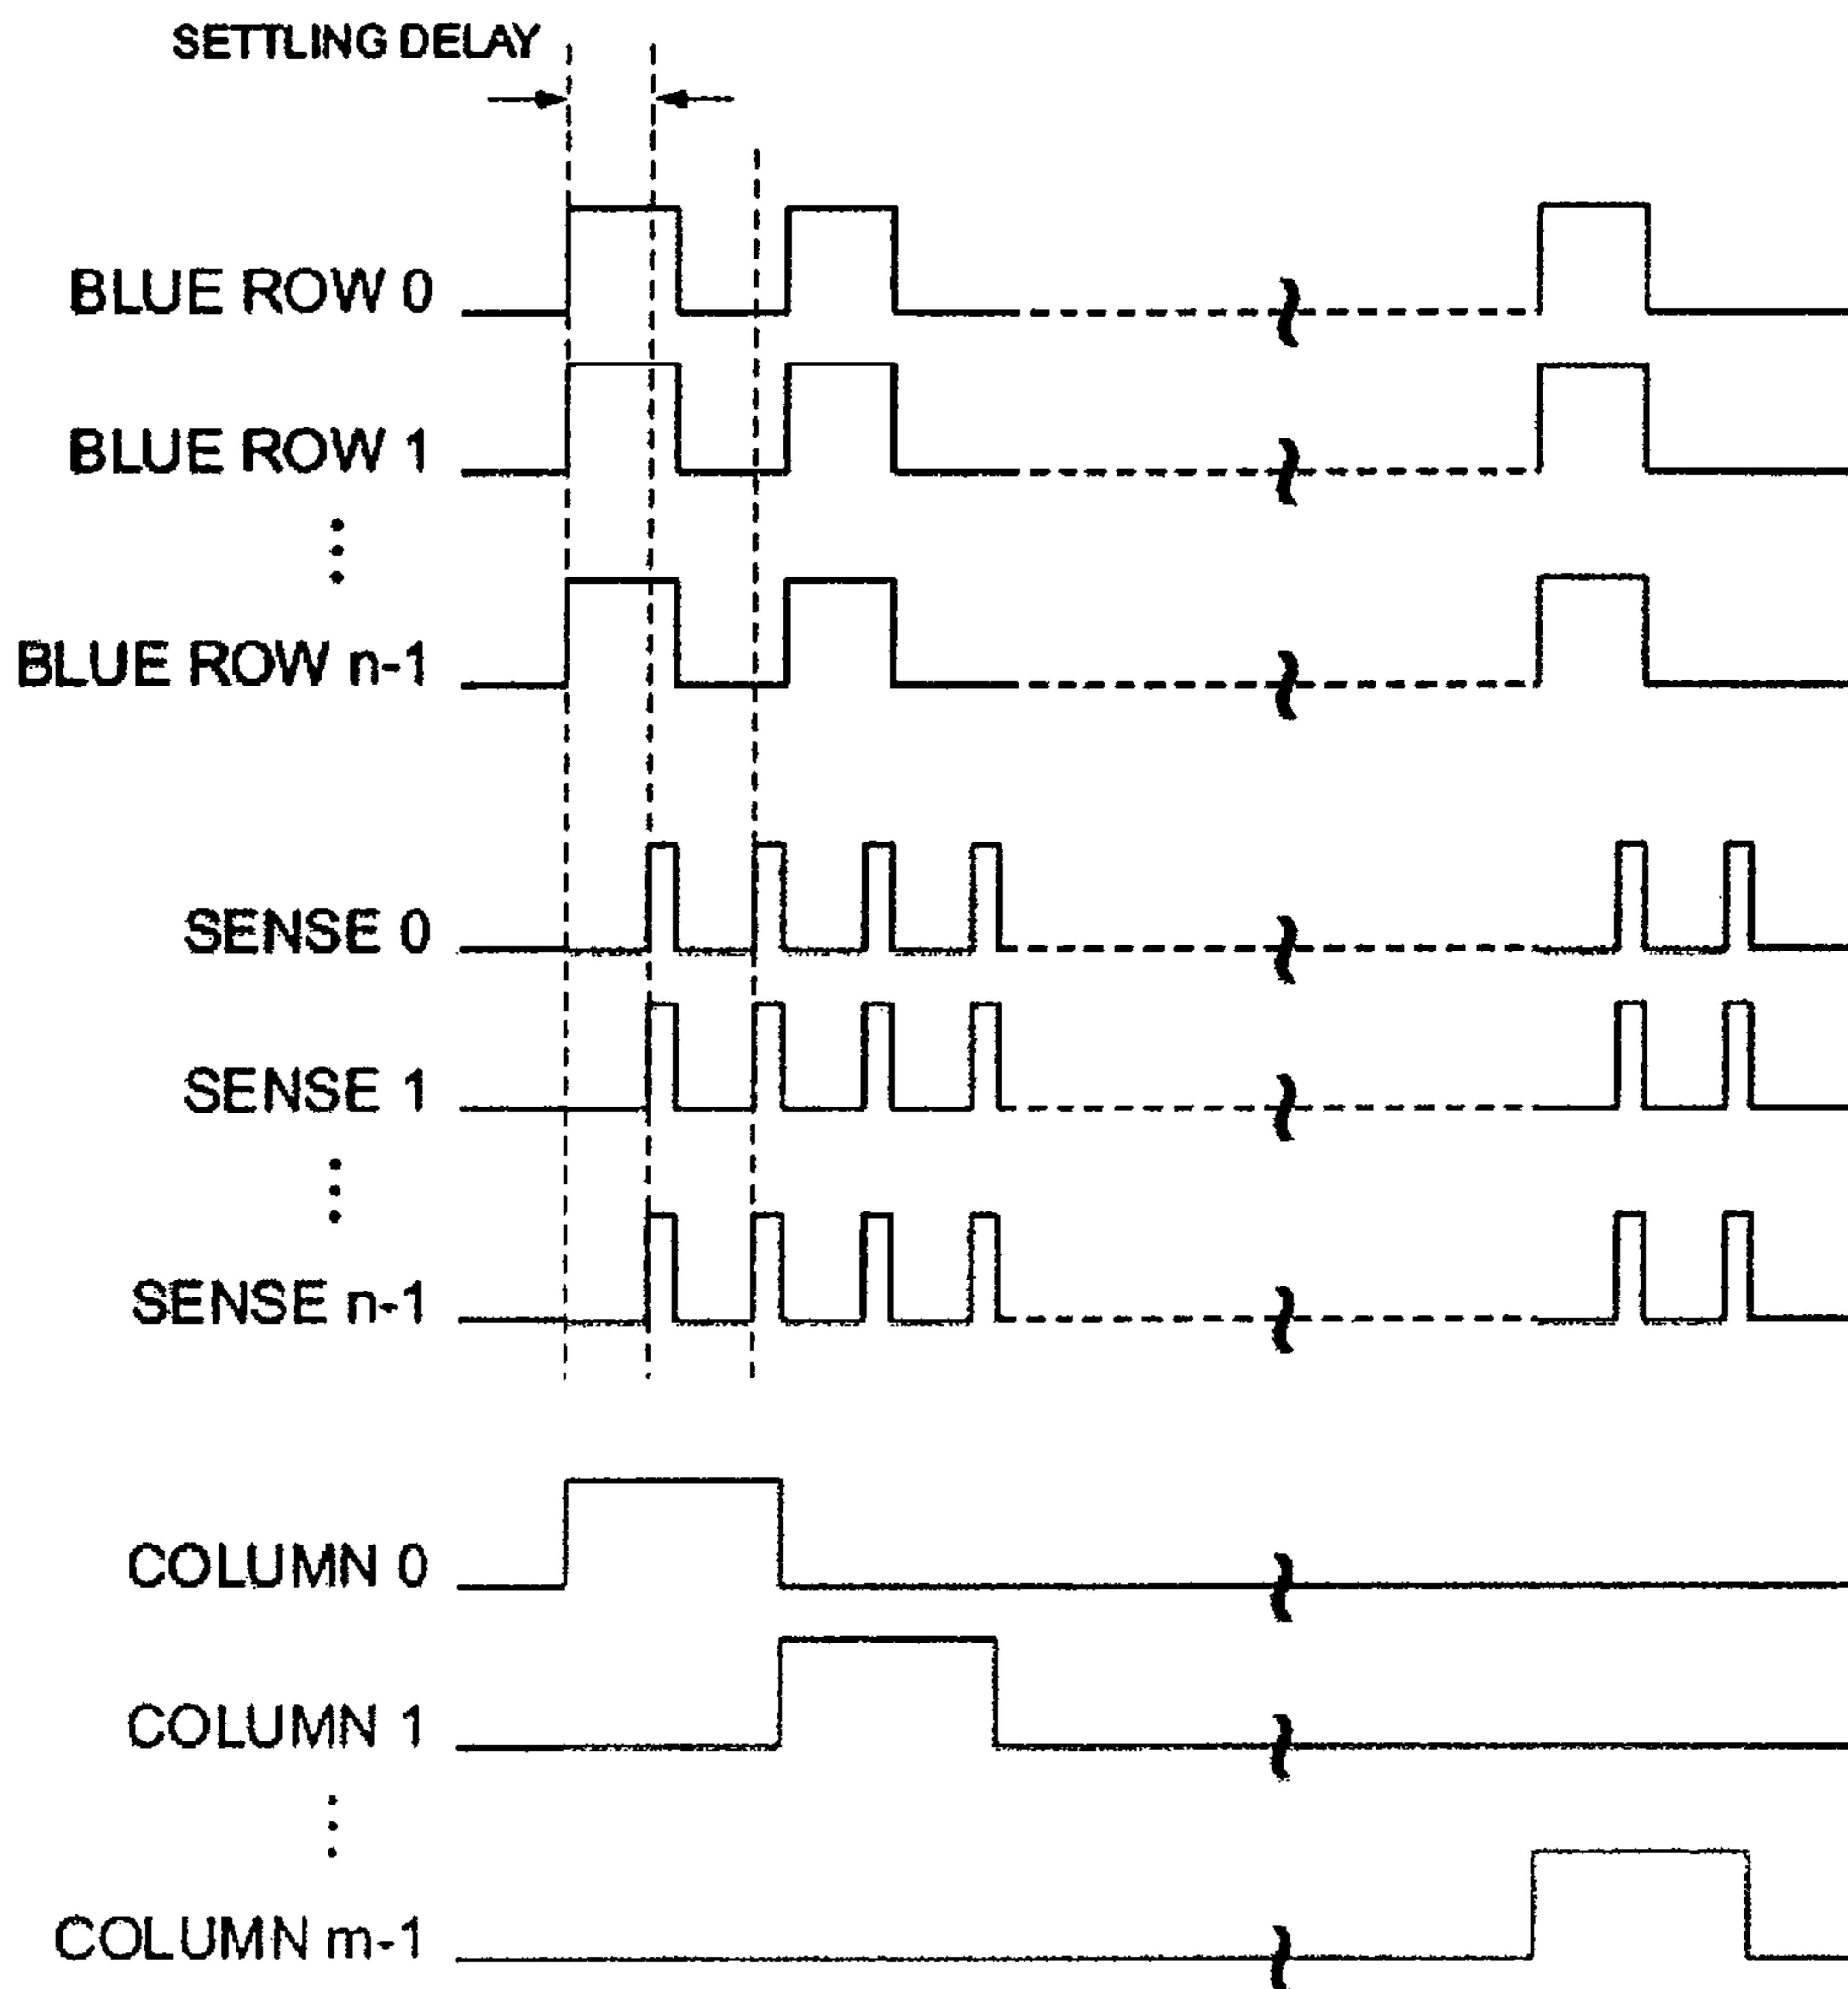 SETTLING DELAY
BLUE ROW 0
BLUE ROW 1
BLUE ROW n-1
SENSE 0
SENSE 1
SENSE n-1
COLUMN 0
COLUMN 1
COLUMN m-1